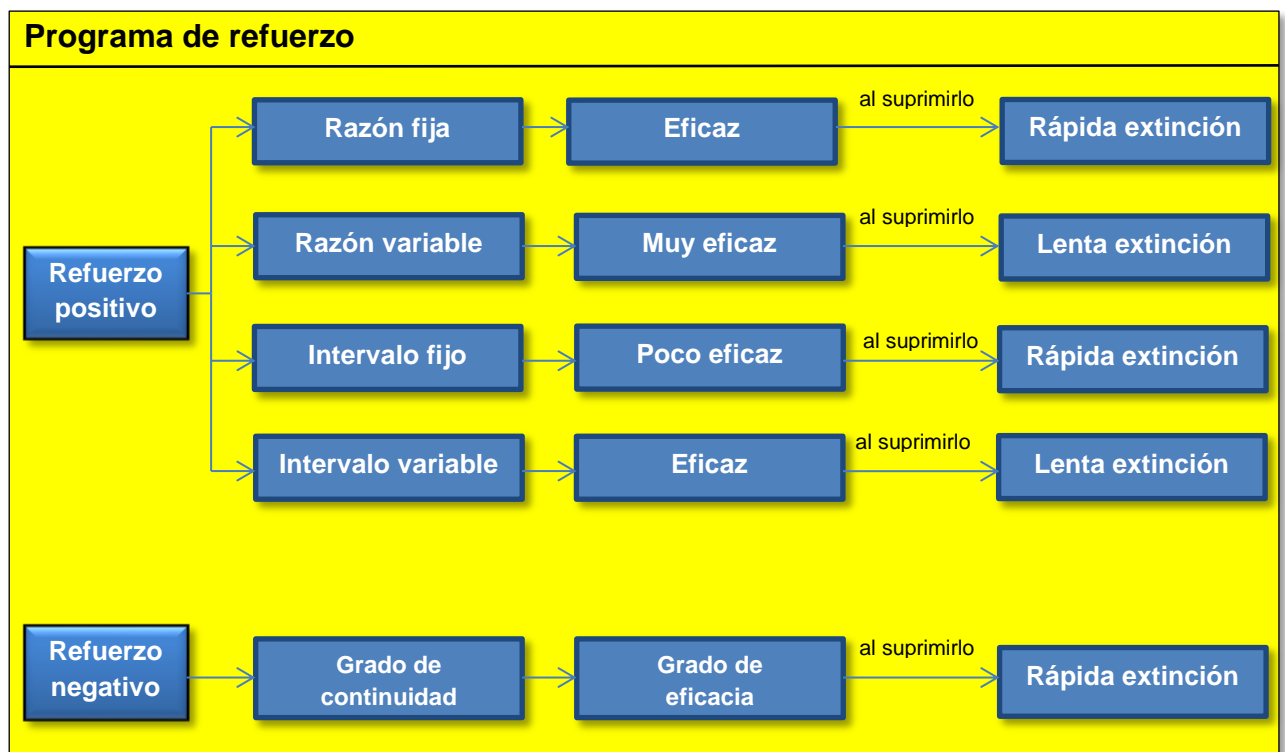 Programa de refuerzo
al suprimirlo
Razón fija
Eficaz
Rápida extinción
al suprimirlo
Razón variable
Muy eficaz
Lenta extinción
Refuerzo
positivo
al suprimirlo
Intervalo fijo
Poco eficaz
Rápida extinción
al suprimirlo
Intervalo variable
Eficaz
Lenta extinción
Refuerzo
negativo
Grado de
continuidad
Grado de
eficacia
al suprimirlo
Rápida extinción